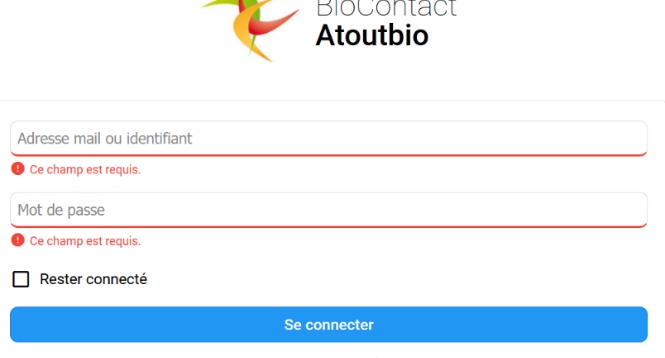 BioContact
Atoutbio
Adresse mail ou identifiant
Ce champ est requis.
Mot de passe
Ce champ est requis.
Rester connecté
Se connecter